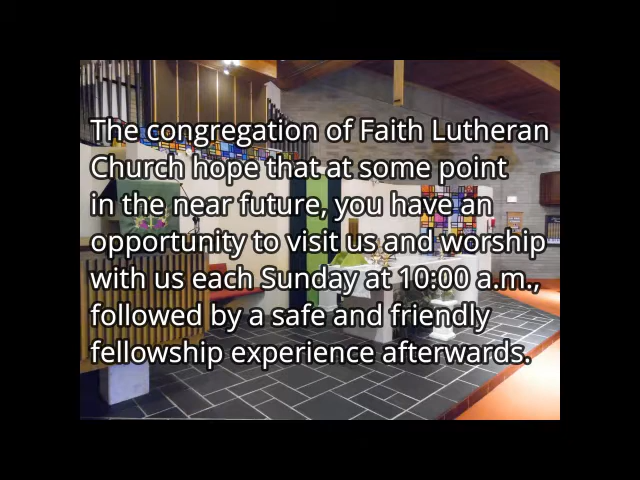 The congregation of Faith Lutheran
Church hope that at some point
in the near future, you have an
opportunity to visit us and worship
with us each Sunday at 10:00 a.m.,
followed by a safe and friendly
fellowship experience afterwards.